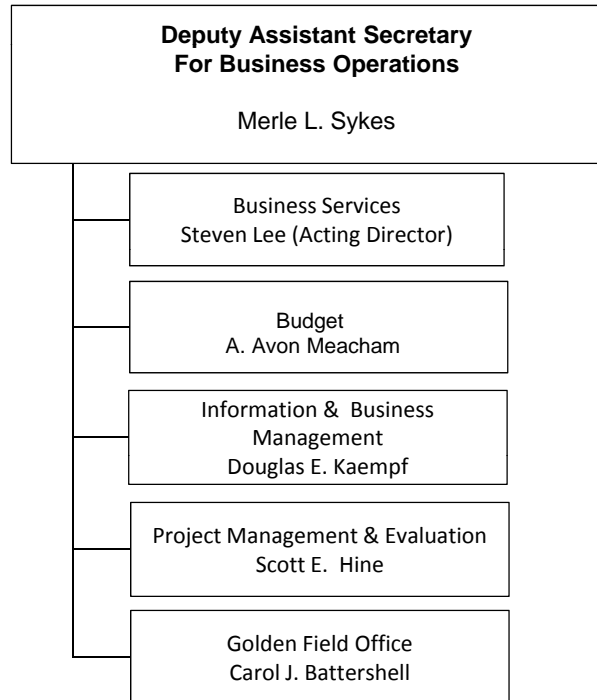 Deputy Assistant Secretary
For Business Operations
Merle L. Sykes
Business Services
Steven Lee (Acting Director)
Budget
A. Avon Meacham
Information & Business
Management
Douglas E. Kaempf
Project Management & Evaluation
Scott E. Hine
Golden Field Office
Carol J. Battershell